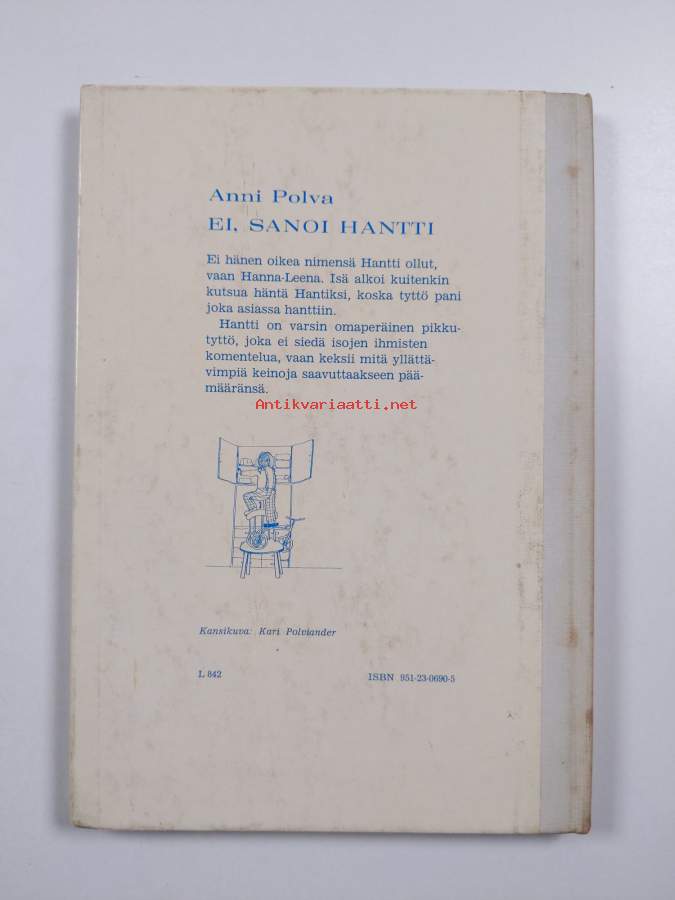 Anni Polva
EI, SANOI HANTTI
Ei hänen oikea nimensä Hantti ollut,
vaan Hanna-Leena. Isä alkoi kuitenkin
kutsua häntä Hantiksi, koska tyttö pani
joka asiassa hanttiin.
Hantti on varsin omaperäinen pikku-
tyttö, joka ei siedä isojen ihmisten
komentelua, vaan keksii mitä yllättä-
vimpiä keinoja saavuttaakseen pää-
määränsä.
Antikvariaatti.net
Kansikuva: Kari Polviander
L 842
ISBN 951-23-0690-5